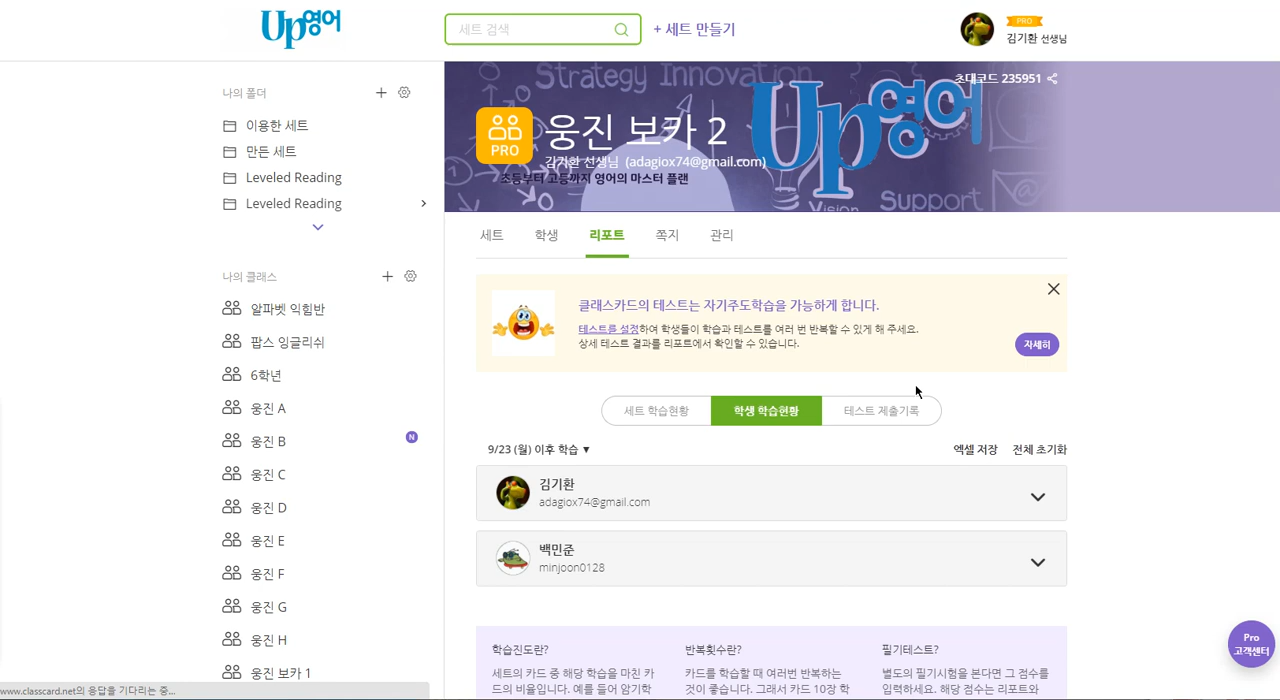 Up영어
세트 검색
+ 세트 만들기
PRO
김기환 선생님
나의 폴더
이용한 세트
만든 세트
Leveled Reading
Leveled Reading
나의 클래스
알파벳 익힘반
팝스 잉글리쉬
6학년
웅진 A
웅진 B
N
웅진 C
웅진 D
웅진 E
웅진 F
웅진 G
웅진 H
웅진 보카 1
www.classcard.net의 응답을 기다리는 중...
Strategy Innovation
초대코드 235951
Up영어
PRO
웅진 보카 2
김기환 선생님 (adagiox74@gmail.com)
초등부터 고등까지 영어의 마스터 플랜
Vision
Support
세트 학생 리포트 쪽지 관리
클래스카드의 테스트는 자기주도학습을 가능하게 합니다.
테스트를 설정하여 학생들이 학습과 테스트를 여러 번 반복할 수 있게 해 주세요.
상세 테스트 결과를 리포트에서 확인할 수 있습니다.
자세히
세트 학습현황 학생 학습현황 테스트 제출기록
9/23 (월) 이후 학습 ▼ 엑셀 저장 전체 초기화
김기환
adagiox74@gmail.com
백민준
minjoon0128
학습진도란?
세트의 카드 중 해당 학습을 마친 카
드의 비율입니다. 예를 들어 암기학
반복횟수란?
카드를 학습할 때 여러번 반복하는
것이 좋습니다. 그래서 카드 10장 학
필기테스트?
별도의 필기시험을 본다면 그 점수를
입력하세요. 해당 점수는 리포트와
Pro
고객센터